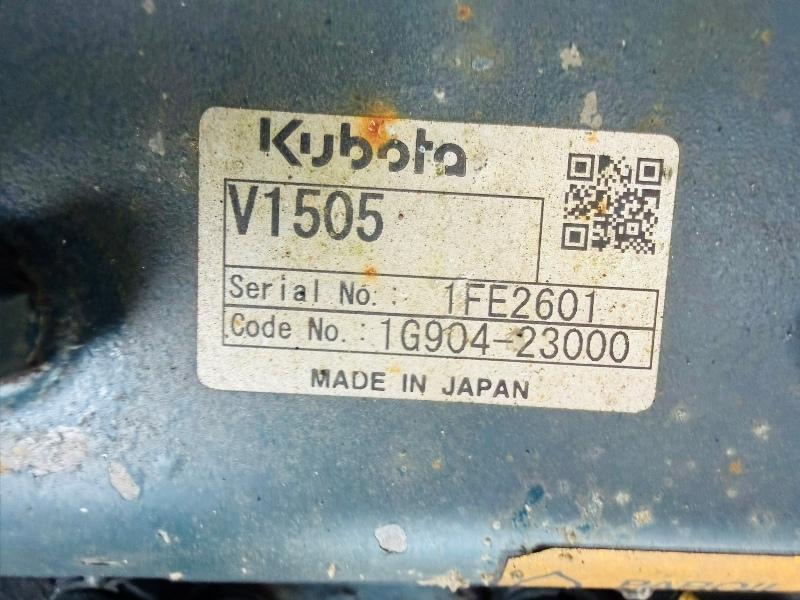 Kubota
V1505
Serial No. : 1FE2601
Code No. : 1G904-23000
MADE IN JAPAN